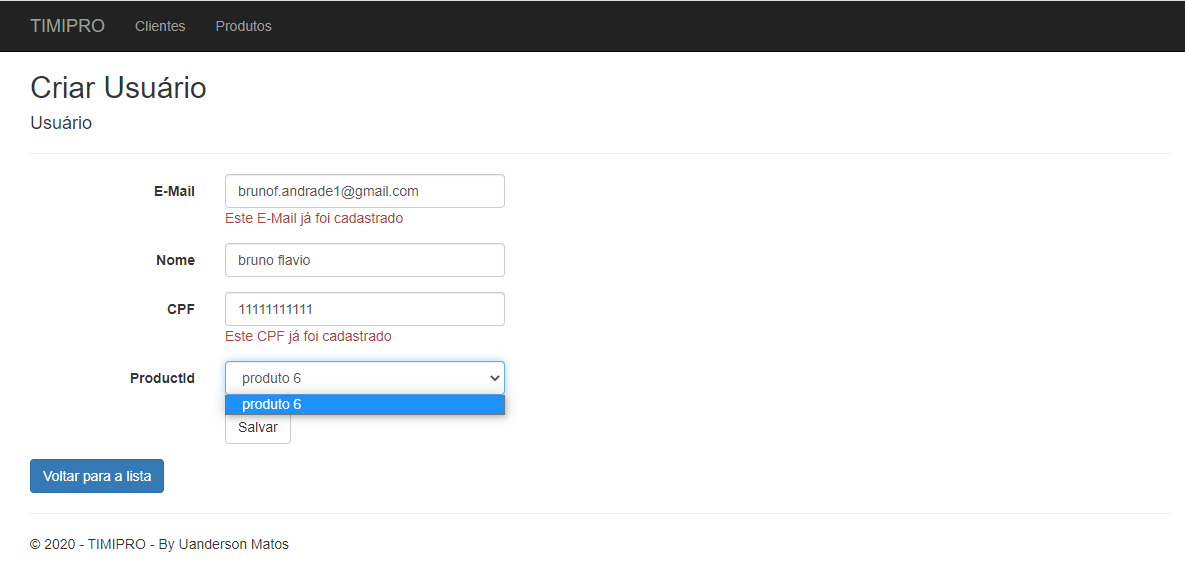 TIMIPRO Clientes Produtos
Criar Usuário
Usuário
E-Mail brunof.andrade1@gmail.com
Este E-Mail já foi cadastrado
Nome bruno flavio
CPF 11111111111
Este CPF já foi cadastrado
ProductId produto 6
produto 6
Salvar
Voltar para a lista
© 2020 - TIMIPRO - By Uanderson Matos